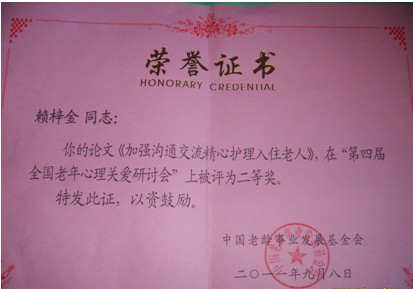 荣誉证书
HONORARY CREDENTIAL
赖梓金 同志：
你的论文《加强沟通交流精心护理入住老人》，在“第四届
全国老年心理关爱研讨会”上被评为二等奖。
特发此证，以资鼓励。
中国老龄事业发展基金会
二〇一一年九月八日